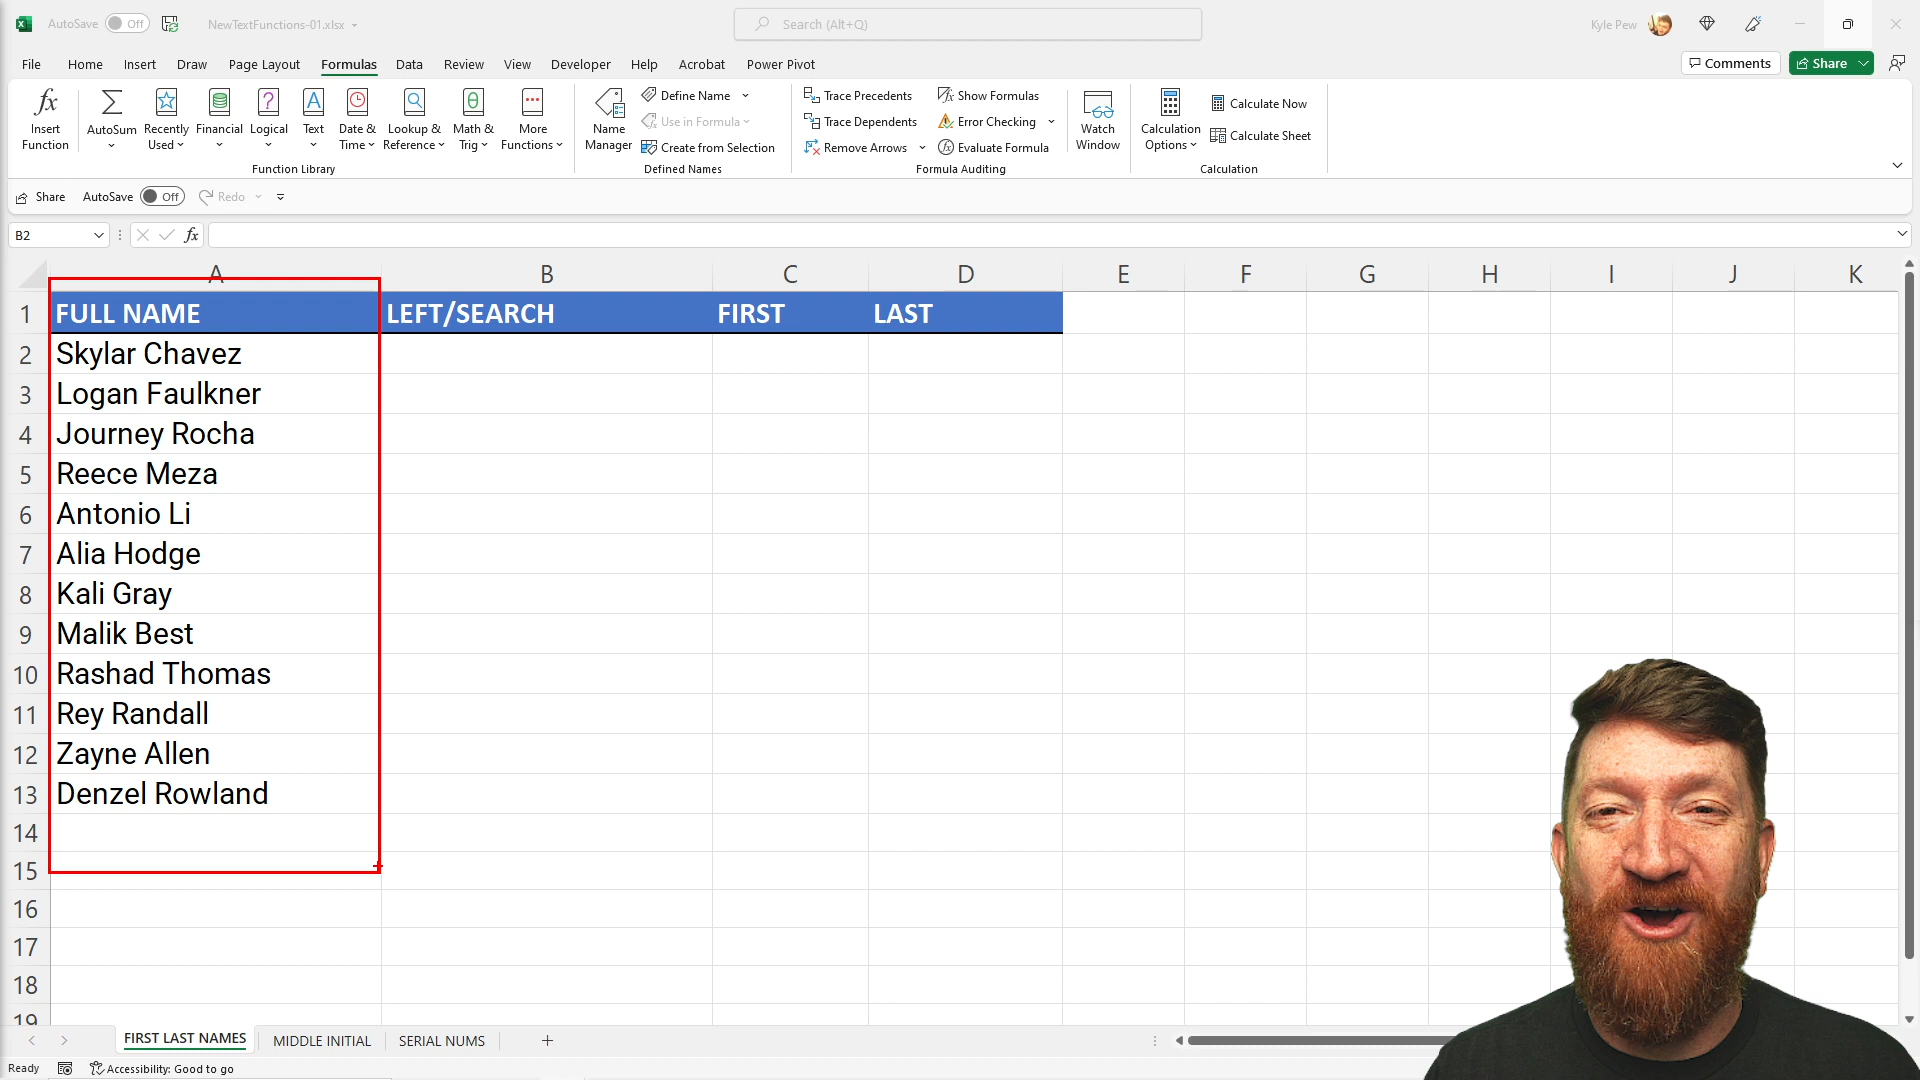 AutoSave Off NewTextFunctions-01.xlsx Search (Alt+Q) Kyle Pew
File Home Insert Draw Page Layout Formulas Data Review View Developer Help Acrobat Power Pivot Comments Share
Insert Function
AutoSum
Recently Used
Financial
Logical
Text
Date & Time
Lookup & Reference
Math & Trig
More Functions
Function Library
Name Manager
Define Name
Use in Formula
Create from Selection
Defined Names
Trace Precedents
Trace Dependents
Remove Arrows
Show Formulas
Error Checking
Evaluate Formula
Formula Auditing
Watch Window
Calculation Options
Calculate Now
Calculate Sheet
Calculation
Share AutoSave Off Redo
B2 fx
A B C D E F G H I J K
1 FULL NAME LEFT/SEARCH FIRST LAST
2 Skylar Chavez
3 Logan Faulkner
4 Journey Rocha
5 Reece Meza
6 Antonio Li
7 Alia Hodge
8 Kali Gray
9 Malik Best
10 Rashad Thomas
11 Rey Randall
12 Zayne Allen
13 Denzel Rowland
14
15
16
17
18
19
FIRST LAST NAMES MIDDLE INITIAL SERIAL NUMS
Ready Accessibility: Good to go